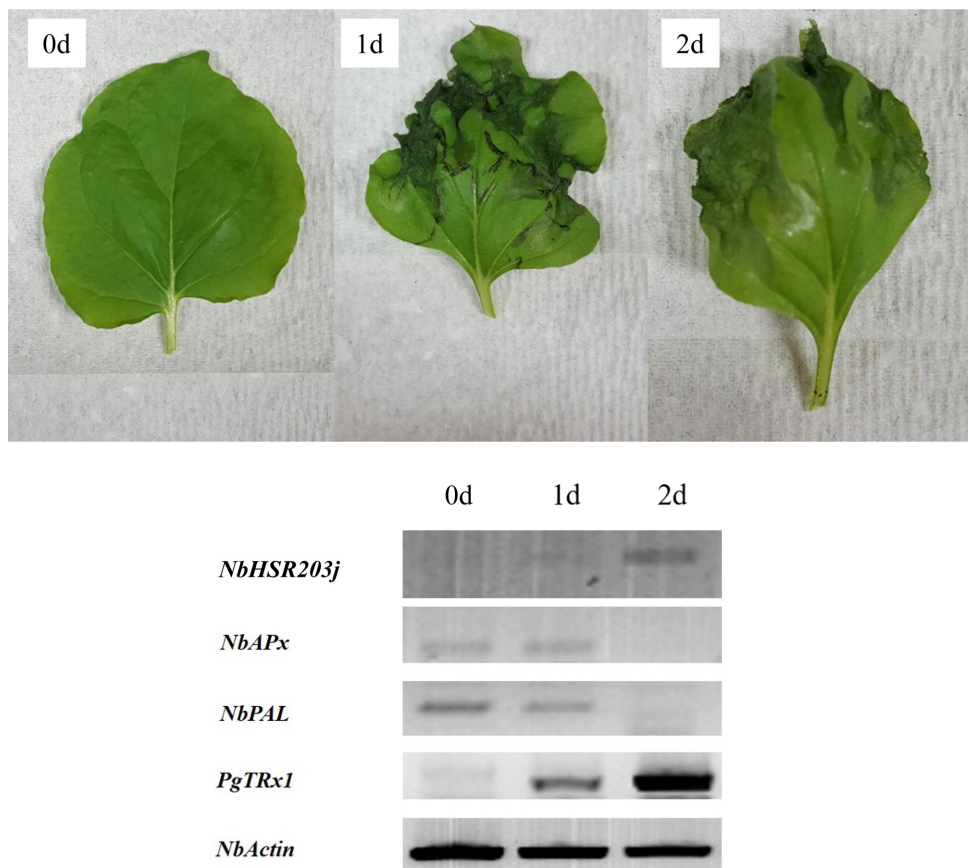 0d 1d 2d
0d 1d 2d
NbHSR203j
NbAPx
NbPAL
PgTRx1
NbActin